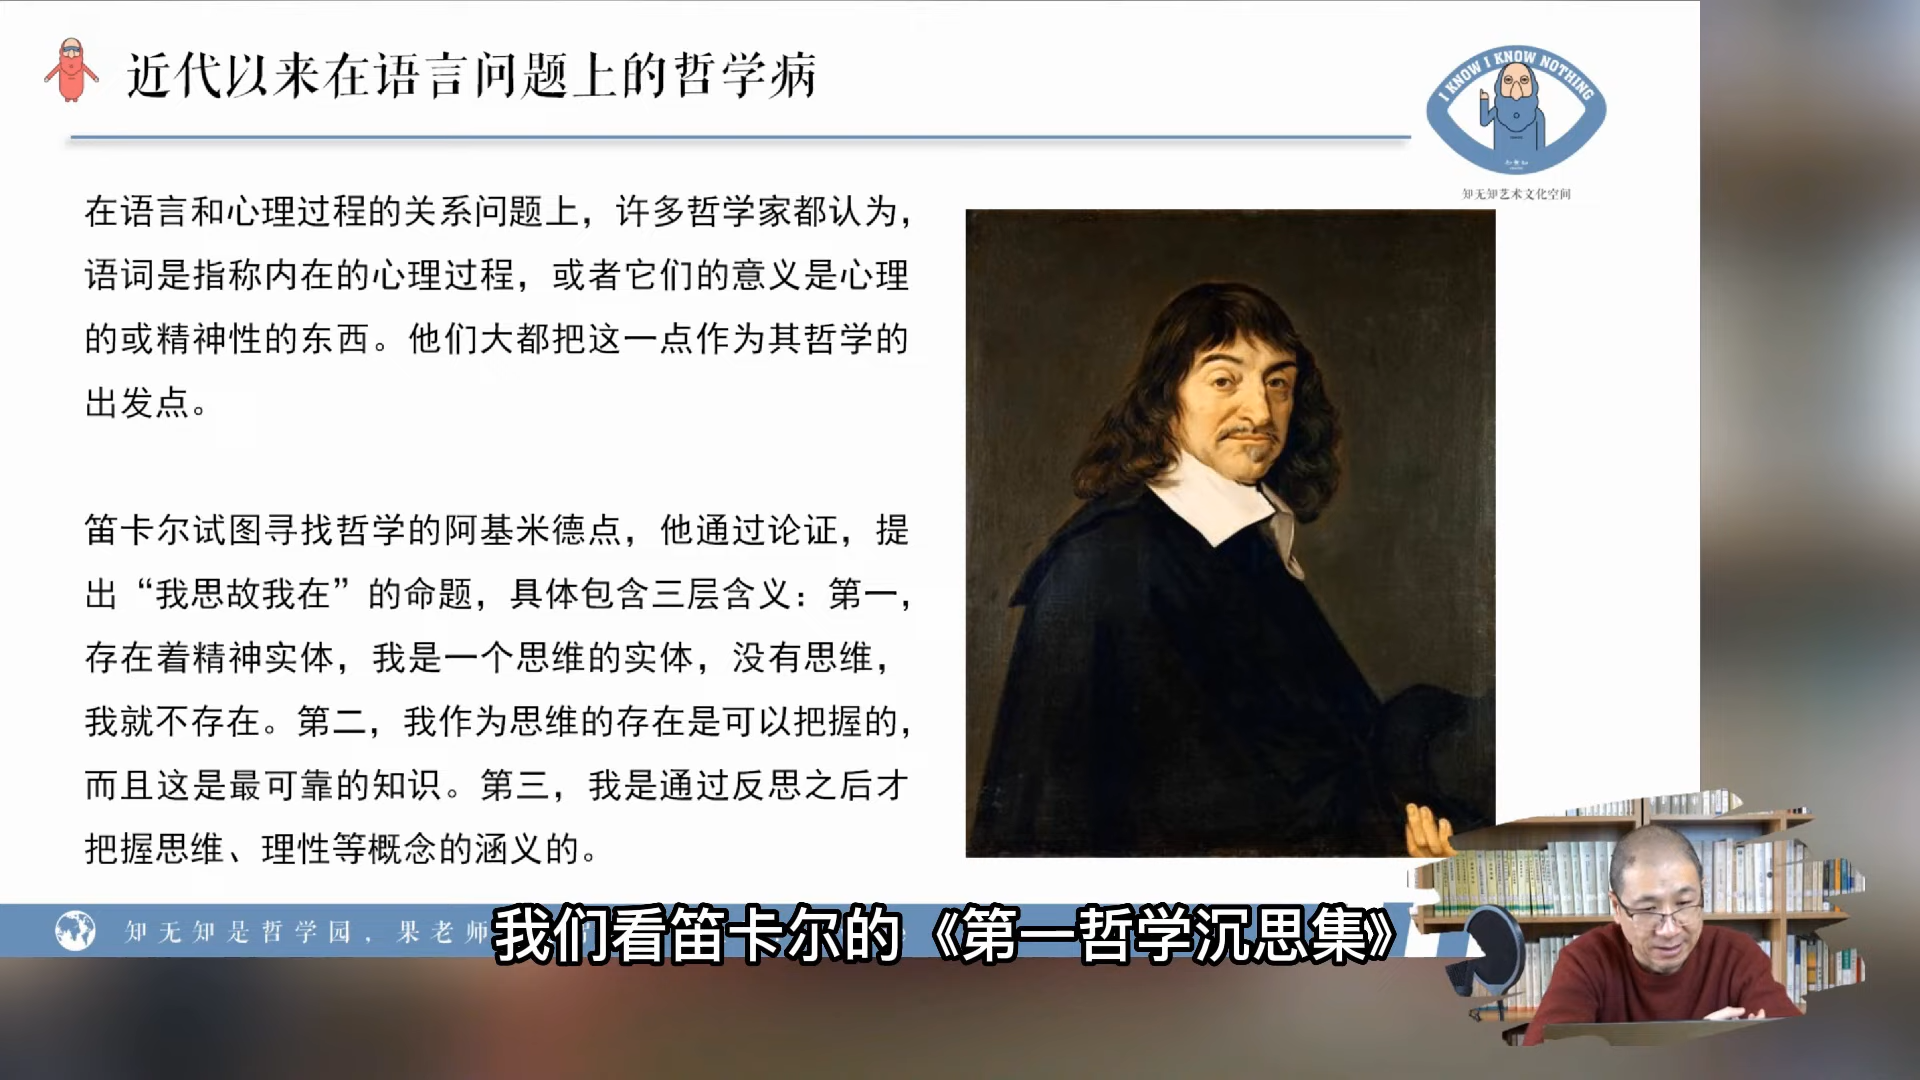 近代以来在语言问题上的哲学病
I KNOW I KNOW NOTHING
知无知艺术文化空间
在语言和心理过程的关系问题上，许多哲学家都认为，
语词是指称内在的心理过程，或者它们的意义是心理
的或精神性的东西。他们大都把这一点作为其哲学的
出发点。
笛卡尔试图寻找哲学的阿基米德点，他通过论证，提
出“我思故我在”的命题，具体包含三层含义：第一，
存在着精神实体，我是一个思维的实体，没有思维，
我就不存在。第二，我作为思维的存在是可以把握的，
而且这是最可靠的知识。第三，我是通过反思之后才
把握思维、理性等概念的涵义的。
知无知是哲学园，果老师
我们看笛卡尔的《第一哲学沉思集》